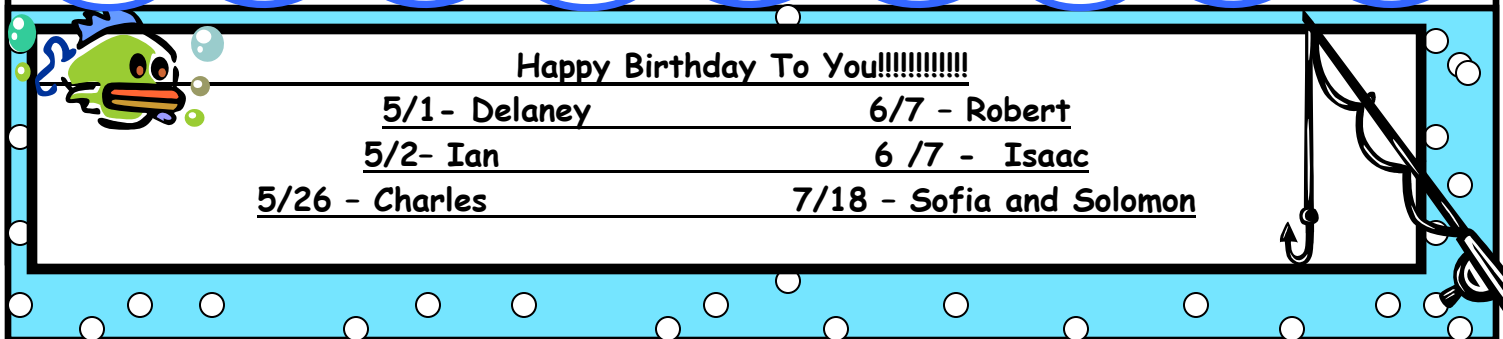 Happy Birthday To You!!!!!!!!!!!!
5/1- Delaney 6/7 – Robert
5/2– Ian 6 /7 - Isaac
5/26 – Charles 7/18 – Sofia and Solomon